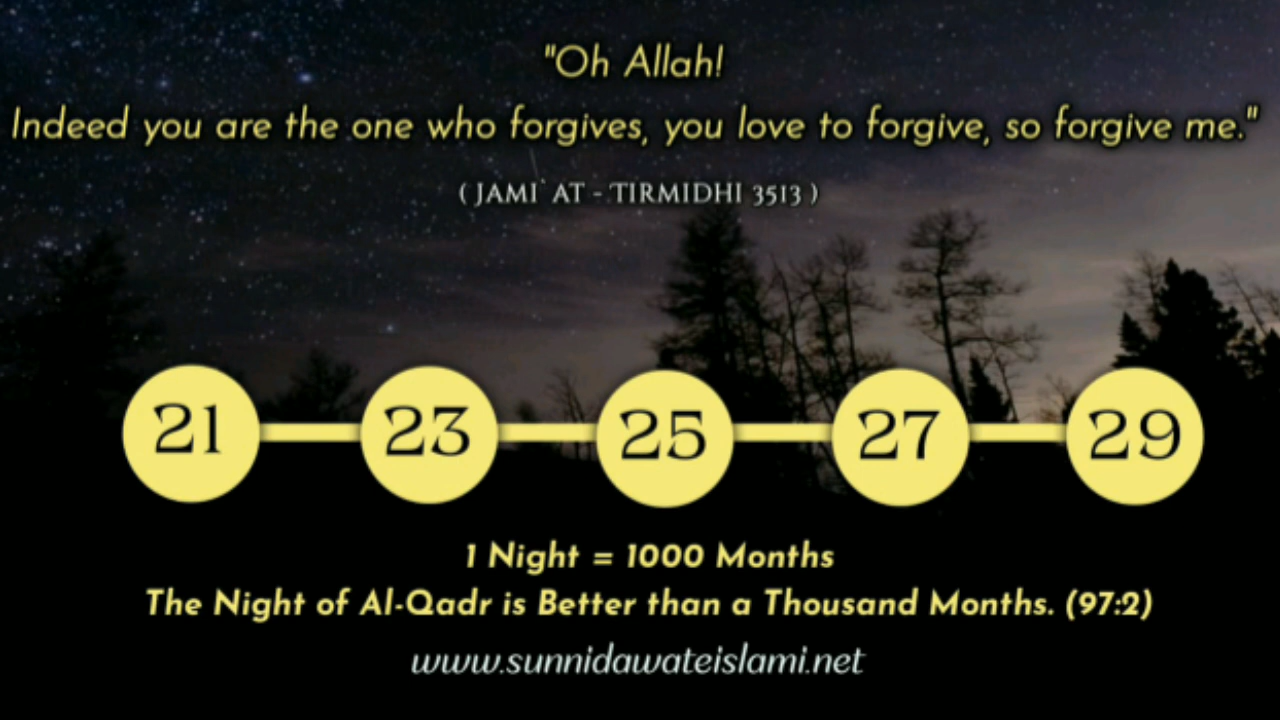 "Oh Allah!
Indeed you are the one who forgives, you love to forgive, so forgive me."
( JAMI` AT - TIRMIDHI 3513 )
21 23 25 27 29
1 Night = 1000 Months
The Night of Al-Qadr is Better than a Thousand Months. (97:2)
www.sunnidawateislami.net